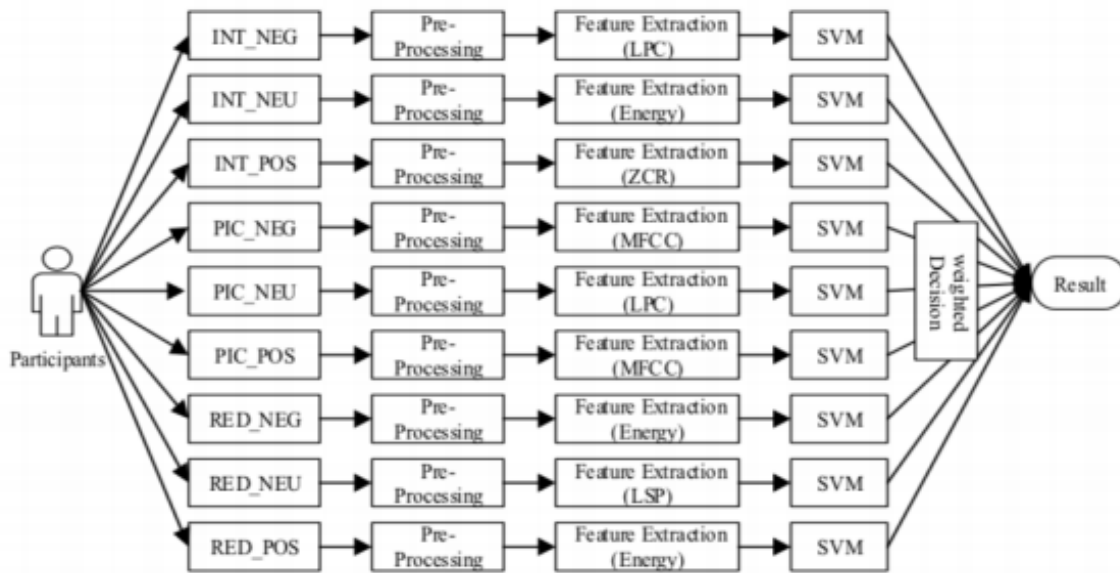 INT_NEG
Pre-
Processing
Feature Extraction
(LPC)
SVM
INT_NEU
Pre-
Processing
Feature Extraction
(Energy)
SVM
INT_POS
Pre-
Processing
Feature Extraction
(ZCR)
SVM
PIC_NEG
Pre-
Processing
Feature Extraction
(MFCC)
SVM
PIC_NEU
Pre-
Processing
Feature Extraction
(LPC)
SVM
PIC_POS
Pre-
Processing
Feature Extraction
(MFCC)
SVM
RED_NEG
Pre-
Processing
Feature Extraction
(Energy)
SVM
RED_NEU
Pre-
Processing
Feature Extraction
(LSP)
SVM
RED_POS
Pre-
Processing
Feature Extraction
(Energy)
SVM
Participants
weighted
Decision
Result